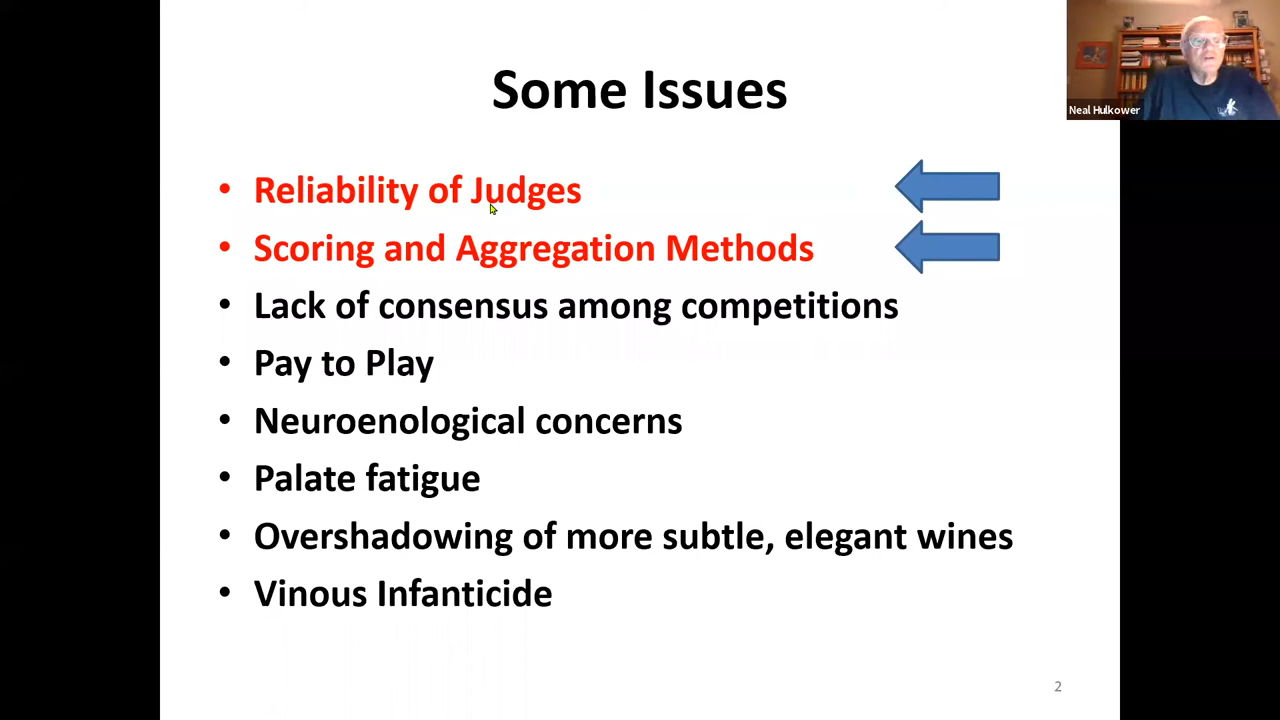 Some Issues
Neal Hulkower
• Reliability of Judges
• Scoring and Aggregation Methods
• Lack of consensus among competitions
• Pay to Play
• Neuroenological concerns
• Palate fatigue
• Overshadowing of more subtle, elegant wines
• Vinous Infanticide
2